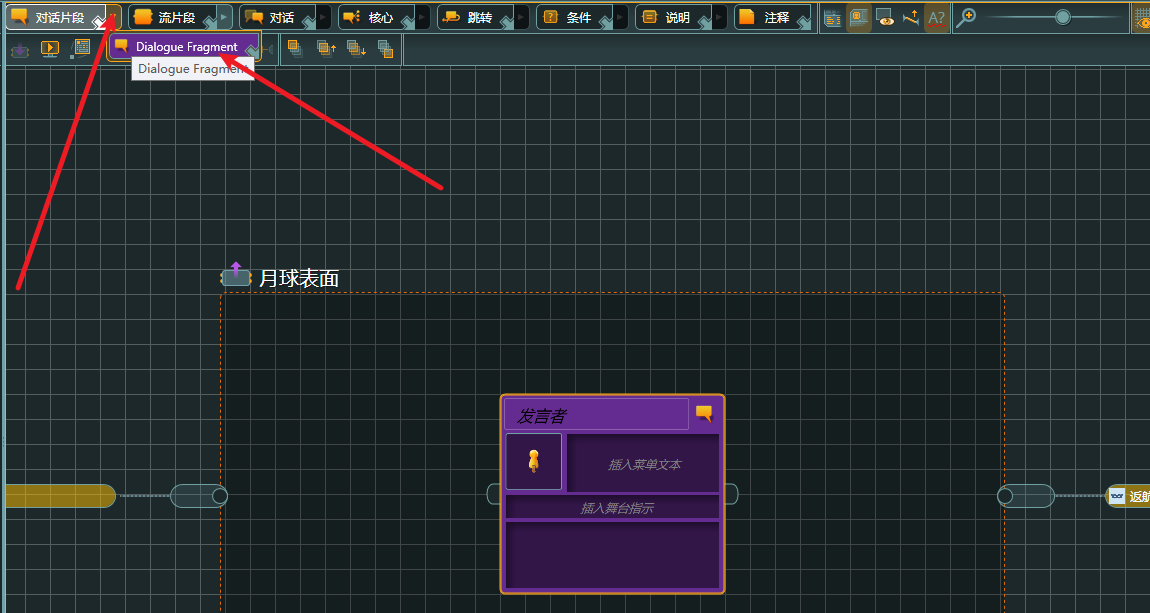 对话片段 流片段 对话 核心 跳转 条件 说明 注释 A?
Dialogue Fragment
Dialogue Fragment
月球表面
发言者
插入菜单文本
插入舞台指示
返航